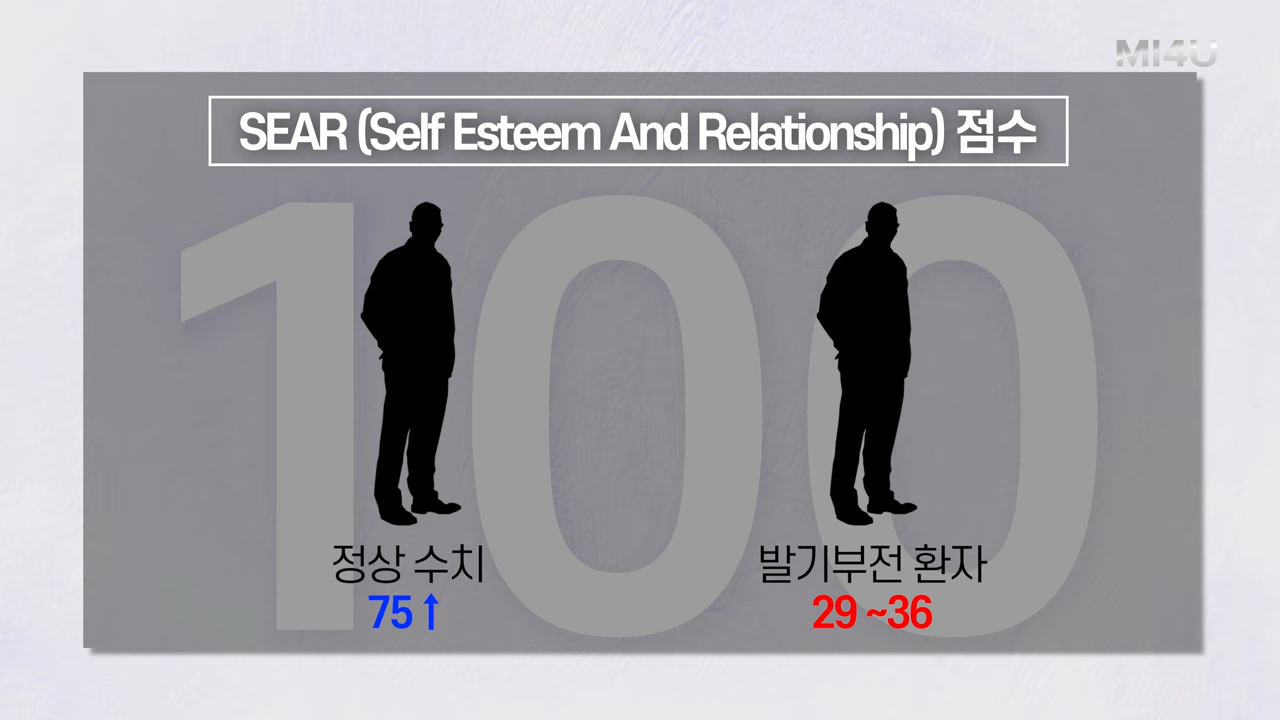 MI4U
SEAR (Self Esteem And Relationship) 점수
100
정상 수치
발기부전 환자
75↑
29 ~36